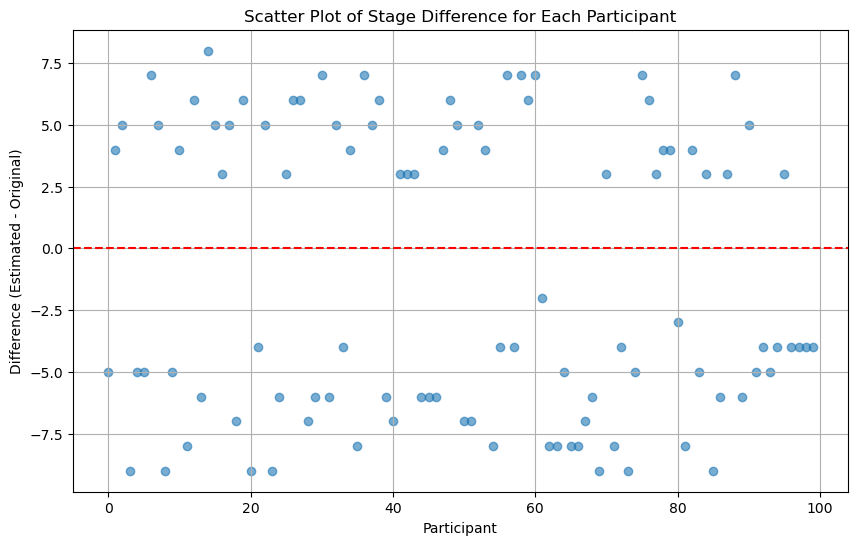 Scatter Plot of Stage Difference for Each Participant
Difference (Estimated - Original)
7.5
5.0
2.5
0.0
−2.5
−5.0
−7.5
0 20 40 60 80 100
Participant